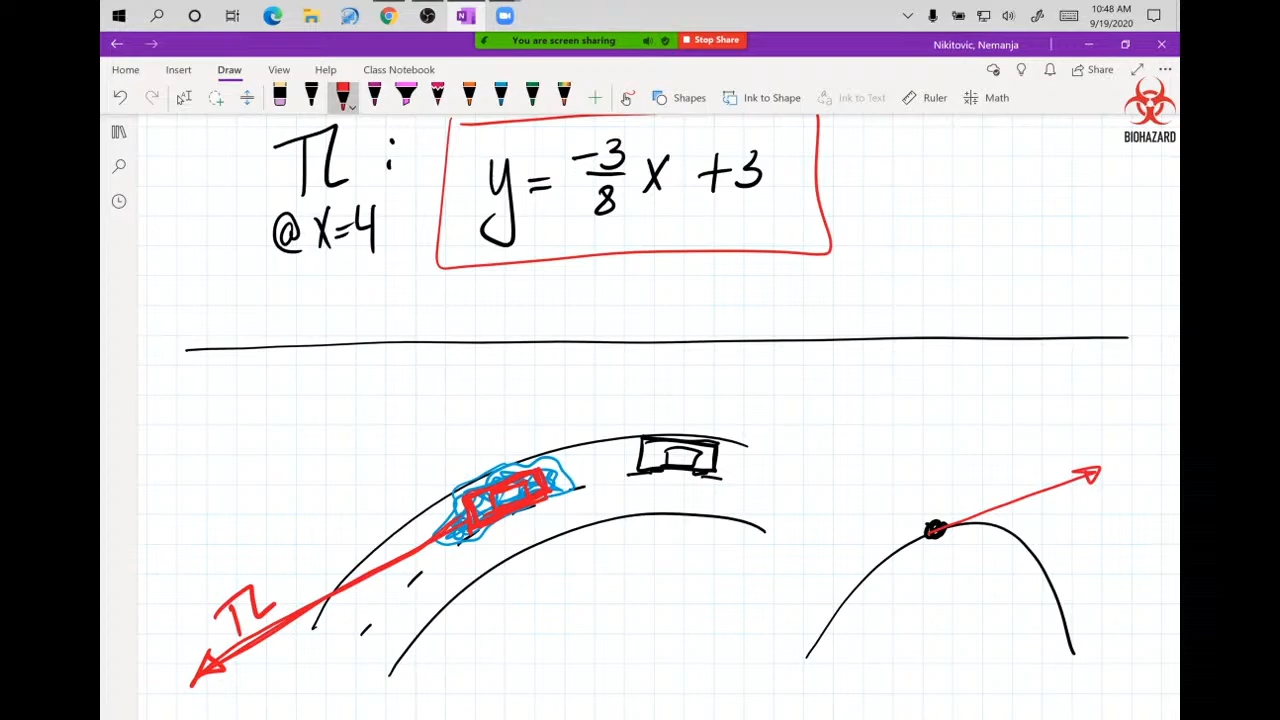 10:48 AM
9/19/2020
You are screen sharing
Stop Share
Nikitovic, Nemanja
Home Insert Draw View Help Class Notebook
Share
Shapes
Ink to Shape
Ink to Text
Ruler
Math
BIOHAZARD
TL : y = -3/8 x + 3
@ x=4
TL